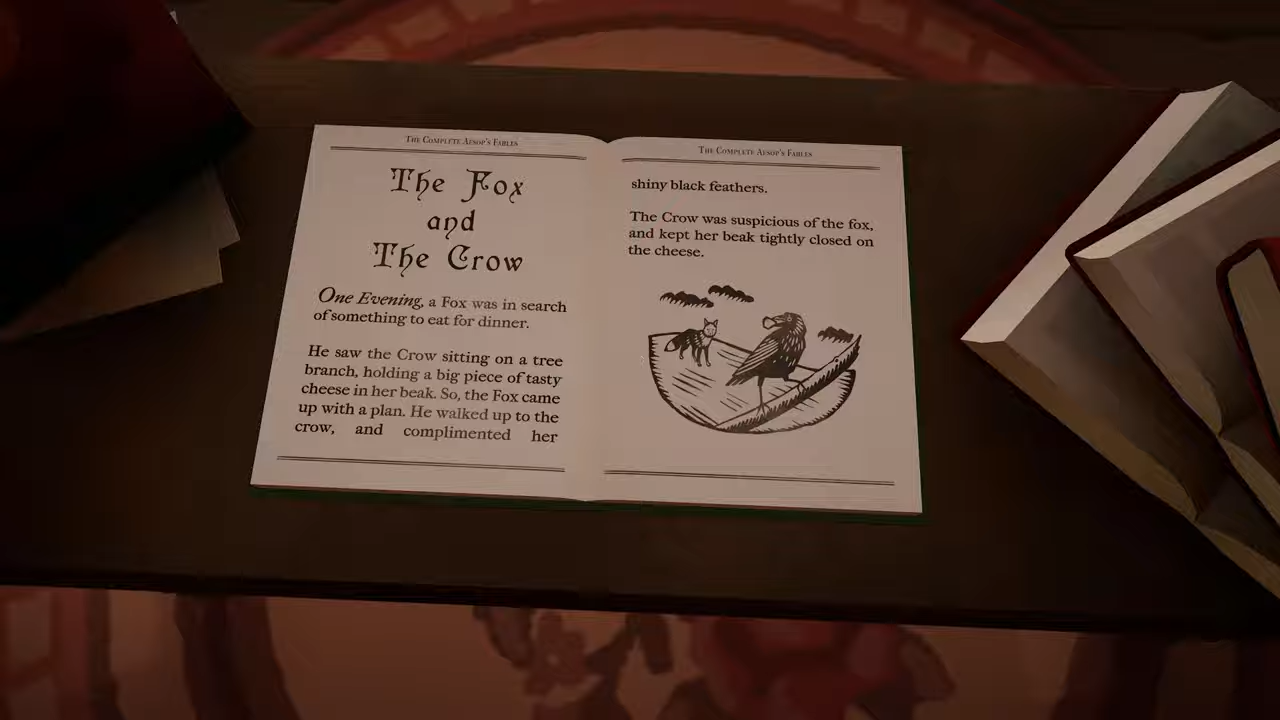 The Complete Aesop's Fables
The Fox
and
The Crow
One Evening, a Fox was in search
of something to eat for dinner.
He saw the Crow sitting on a tree
branch, holding a big piece of tasty
cheese in her beak. So, the Fox came
up with a plan. He walked up to the
crow, and complimented her
The Complete Aesop's Fables
shiny black feathers.
The Crow was suspicious of the fox,
and kept her beak tightly closed on
the cheese.